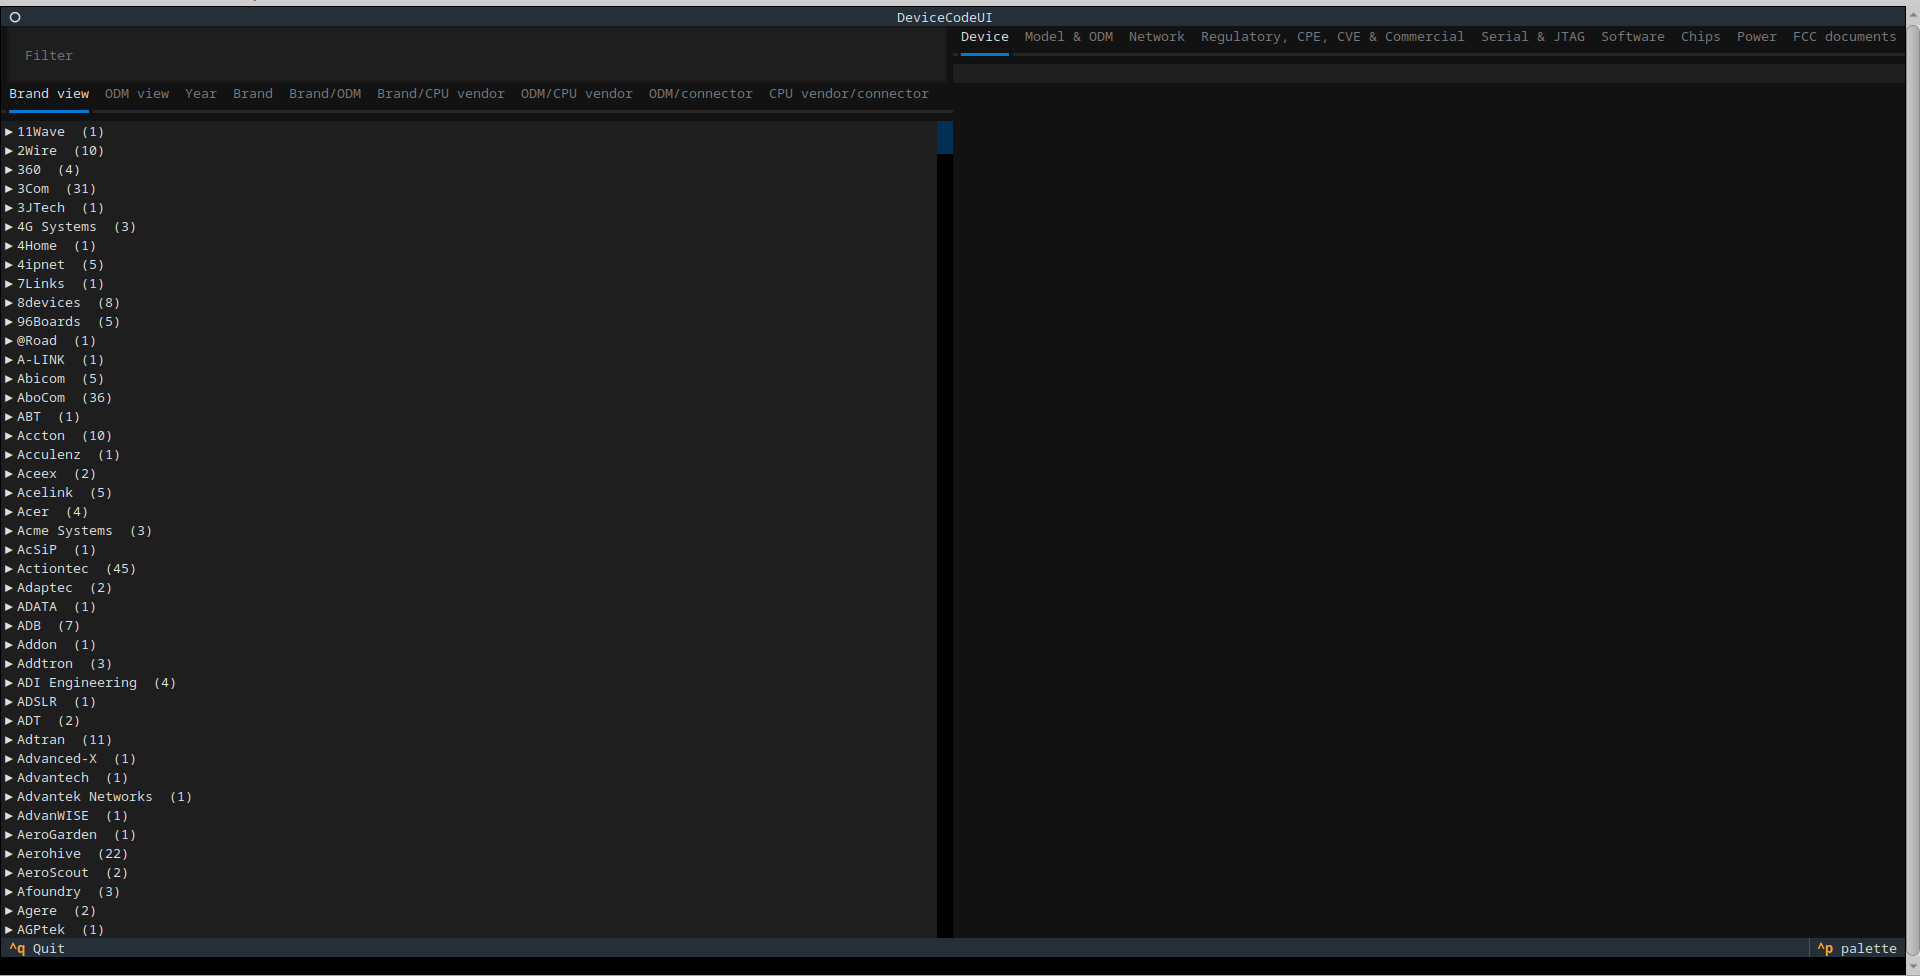 DeviceCodeUI
Filter
Brand view ODM view Year Brand Brand/ODM Brand/CPU vendor ODM/CPU vendor ODM/connector CPU vendor/connector
▶ 11Wave (1)
▶ 2Wire (10)
▶ 360 (4)
▶ 3Com (31)
▶ 3JTech (1)
▶ 4G Systems (3)
▶ 4Home (1)
▶ 4ipnet (5)
▶ 7Links (1)
▶ 8devices (8)
▶ 96Boards (5)
▶ @Road (1)
▶ A-LINK (1)
▶ Abicom (5)
▶ AboCom (36)
▶ ABT (1)
▶ Accton (10)
▶ Acculenz (1)
▶ Aceex (2)
▶ Acelink (5)
▶ Acer (4)
▶ Acme Systems (3)
▶ AcSiP (1)
▶ Actiontec (45)
▶ Adaptec (2)
▶ ADATA (1)
▶ ADB (7)
▶ Addon (1)
▶ Addtron (3)
▶ ADI Engineering (4)
▶ ADSLR (1)
▶ ADT (2)
▶ Adtran (11)
▶ Advanced-X (1)
▶ Advantech (1)
▶ Advantek Networks (1)
▶ AdvanWISE (1)
▶ AeroGarden (1)
▶ Aerohive (22)
▶ AeroScout (2)
▶ Afoundry (3)
▶ Agere (2)
▶ AGPtek (1)
Device Model & ODM Network Regulatory, CPE, CVE & Commercial Serial & JTAG Software Chips Power FCC documents
^q Quit
^p palette